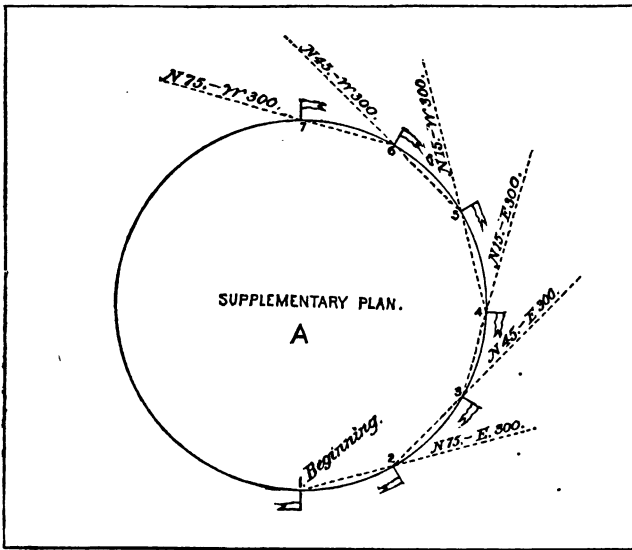 N 75.-W 300.
N 45.-W 300
N 15.-W 300.
7
6
5
N 15.-E 300.
SUPPLEMENTARY PLAN.
A
4
N 45.-E 300.
3
Beginning.
N 75.-E. 300.
2
1